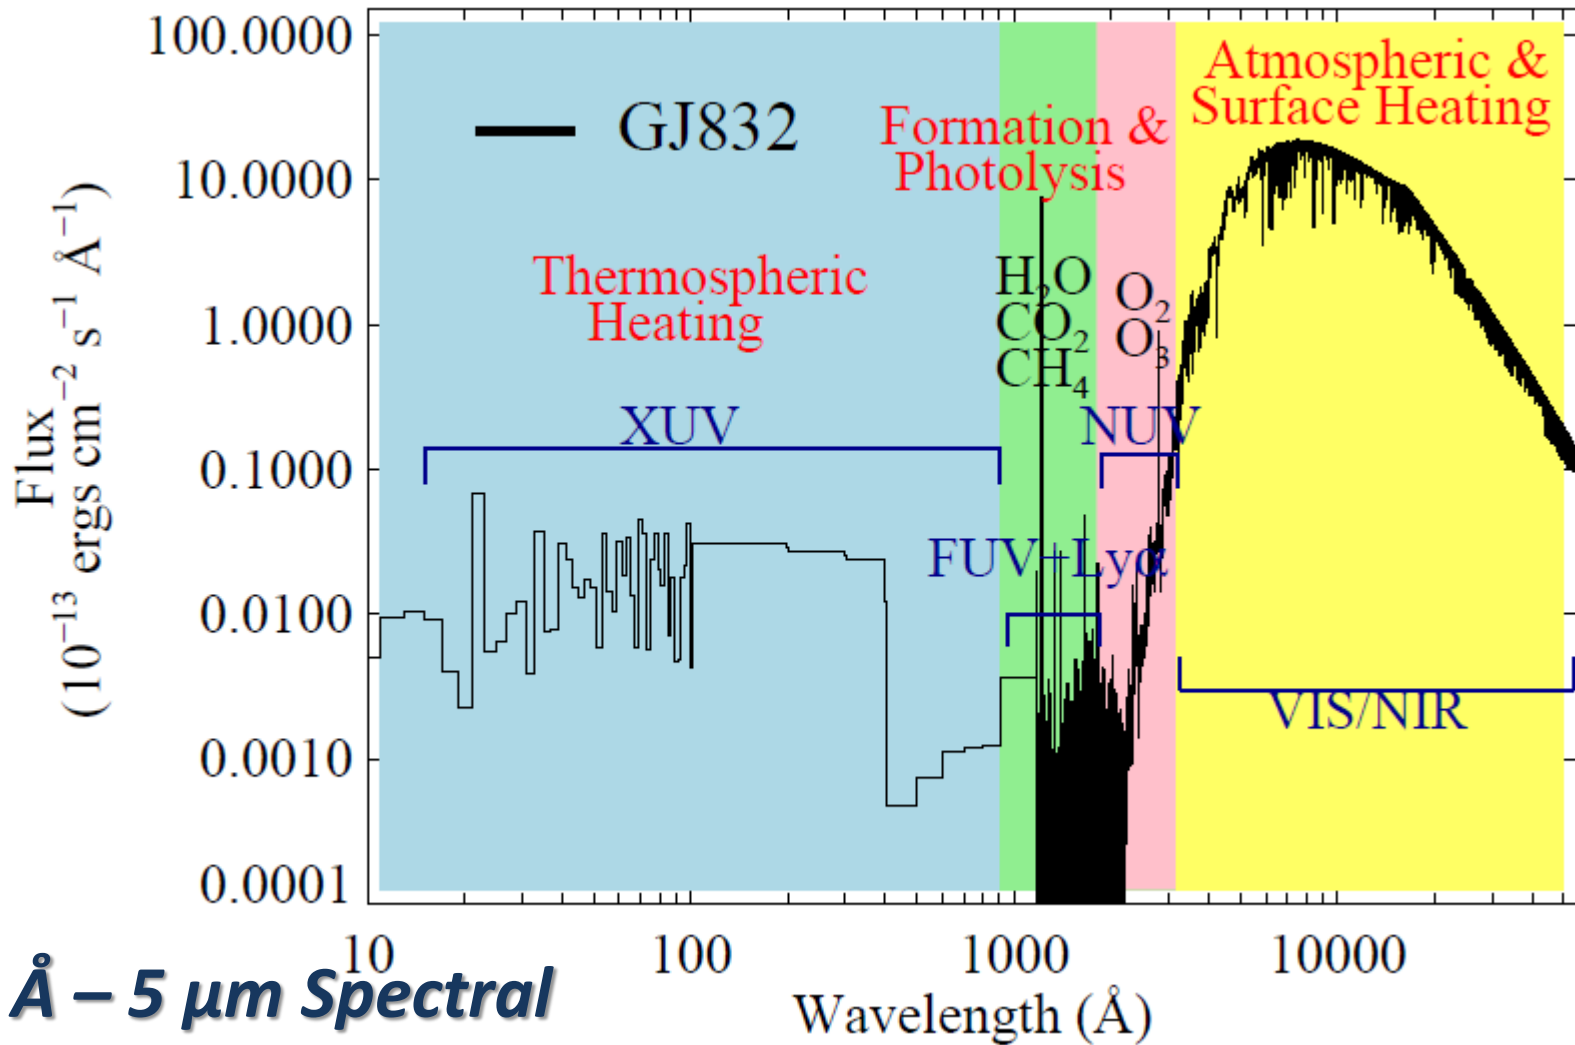 100.0000
10.0000
1.0000
0.1000
0.0100
0.0010
0.0001
Flux
(10⁻¹³ ergs cm⁻² s⁻¹ Å⁻¹)
GJ832
Thermospheric
Heating
Formation &
Photolysis
Atmospheric &
Surface Heating
H₂O
CO₂
CH₄
O₂
O₃
XUV
NUV
FUV+Lyα
VIS/NIR
10
100
1000
10000
Wavelength (Å)
Å – 5 μm Spectral